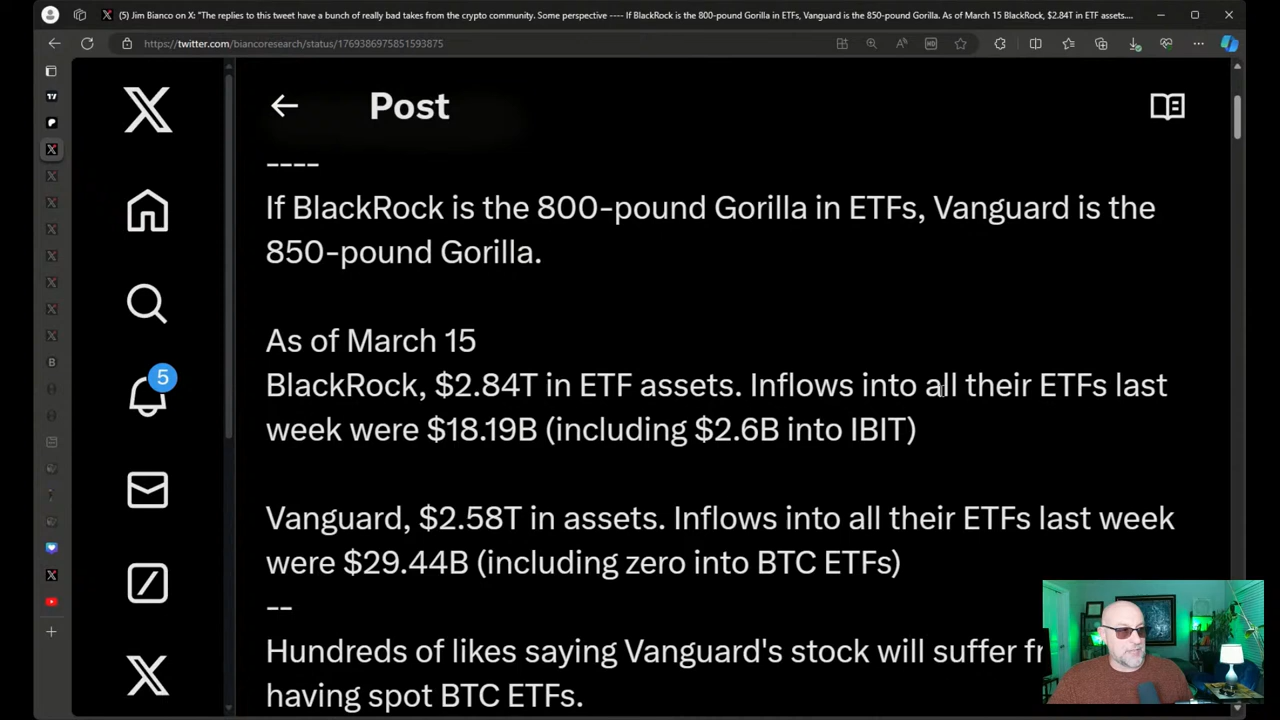 (5) Jim Bianco on X: "The replies to this tweet have a bunch of really bad takes from the crypto community. Some perspective ---- If BlackRock is the 800-pound Gorilla in ETFs, Vanguard is the 850-pound Gorilla. As of March 15 BlackRock, $2.84T in ETF assets....
https://twitter.com/biancoresearch/status/1769386975851593875
Post
----
If BlackRock is the 800-pound Gorilla in ETFs, Vanguard is the
850-pound Gorilla.
As of March 15
BlackRock, $2.84T in ETF assets. Inflows into all their ETFs last
week were $18.19B (including $2.6B into IBIT)
5
Vanguard, $2.58T in assets. Inflows into all their ETFs last week
were $29.44B (including zero into BTC ETFs)
--
Hundreds of likes saying Vanguard's stock will suffer
having spot BTC ETFs.